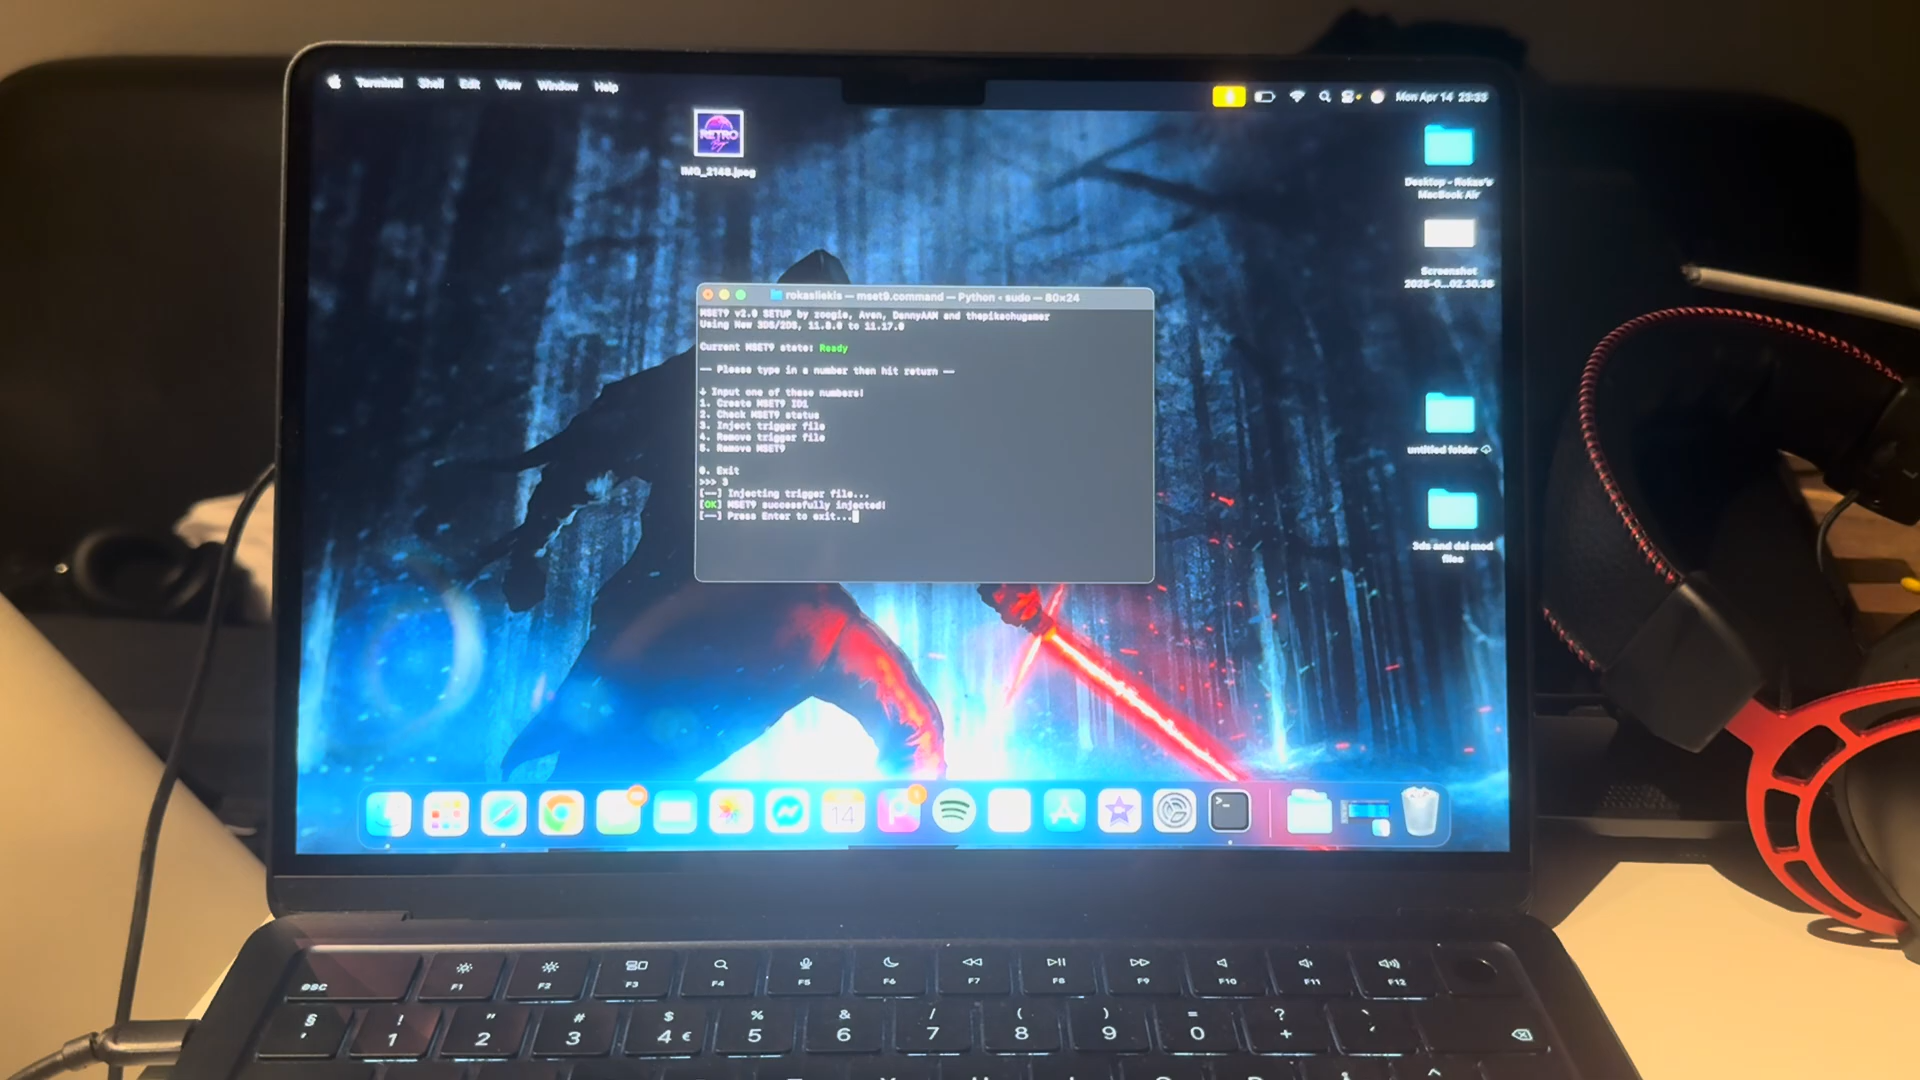 Terminal Shell Edit View Window Help
Mon Apr 14 23:33
RETRO
IMG_2148.jpeg
Desktop - Rokas's
MacBook Air
Screenshot
untitled folder
3ds and dsi mod
files
rokasliekis — mset9.command — Python • sudo — 80×24
MSET9 v2.0 SETUP by zoogie, Aven, DannyAAM and thepikachugamer
Using New 3DS/2DS, 11.8.0 to 11.17.0
Current MSET9 state: Ready
── Please type in a number then hit return ──
↓ Input one of these numbers!
1. Create MSET9 ID1
2. Check MSET9 status
3. Inject trigger file
4. Remove trigger file
5. Remove MSET9
0. Exit
>>> 3
[──] Injecting trigger file...
[OK] MSET9 successfully injected!
[──] Press Enter to exit...
14
esc F1 F2 F3 F4 F5 F6 F7 F8 F9 F10 F11 F12
§ ! " # $ % & / ( ) = ? `
' 1 2 3 4 € 5 6 7 8 9 0 + ´